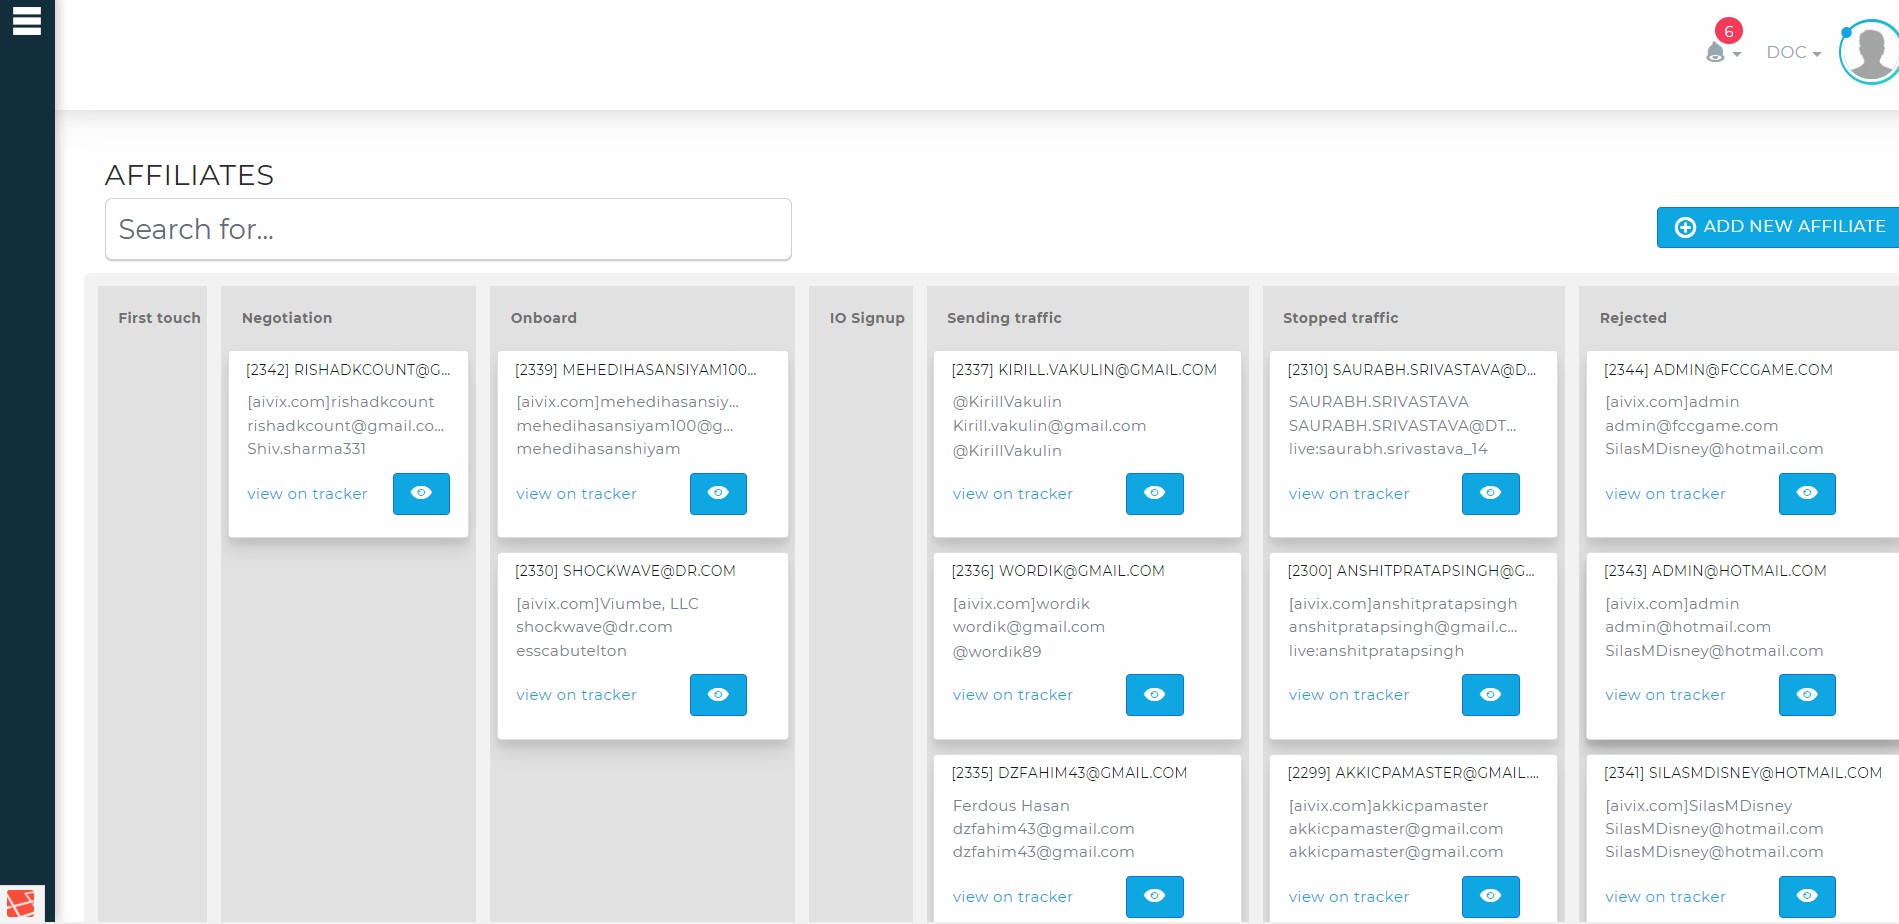 6
DOC
AFFILIATES
Search for...
ADD NEW AFFILIATE
First touch
Negotiation
[2342] RISHADKCOUNT@G...
[aivix.com]rishadkcount
rishadkcount@gmail.co...
Shiv.sharma331
view on tracker
Onboard
[2339] MEHEDIHASANSIYAM100...
[aivix.com]mehedihasansiy...
mehedihasansiyam100@g...
mehedihasanshiyam
view on tracker
[2330] SHOCKWAVE@DR.COM
[aivix.com]Viumbe, LLC
shockwave@dr.com
esscabutelton
view on tracker
IO Signup
Sending traffic
[2337] KIRILL.VAKULIN@GMAIL.COM
@KirillVakulin
Kirill.vakulin@gmail.com
@KirillVakulin
view on tracker
[2336] WORDIK@GMAIL.COM
[aivix.com]wordik
wordik@gmail.com
@wordik89
view on tracker
[2335] DZFAHIM43@GMAIL.COM
Ferdous Hasan
dzfahim43@gmail.com
dzfahim43@gmail.com
view on tracker
Stopped traffic
[2310] SAURABH.SRIVASTAVA@D...
SAURABH.SRIVASTAVA
SAURABH.SRIVASTAVA@DT...
live:saurabh.srivastava_14
view on tracker
[2300] ANSHITPRATAPSINGH@G...
[aivix.com]anshitpratapsingh
anshitpratapsingh@gmail.c...
live:anshitpratapsingh
view on tracker
[2299] AKKICPAMASTER@GMAIL....
[aivix.com]akkicpamaster
akkicpamaster@gmail.com
akkicpamaster@gmail.com
view on tracker
Rejected
[2344] ADMIN@FCCGAME.COM
[aivix.com]admin
admin@fccgame.com
SilasMDisney@hotmail.com
view on tracker
[2343] ADMIN@HOTMAIL.COM
[aivix.com]admin
admin@hotmail.com
SilasMDisney@hotmail.com
view on tracker
[2341] SILASMDISNEY@HOTMAIL.COM
[aivix.com]SilasMDisney
SilasMDisney@hotmail.com
SilasMDisney@hotmail.com
view on tracker